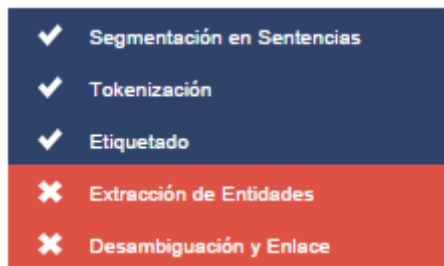 Segmentación en Sentencias
Tokenización
Etiquetado
Extracción de Entidades
Desambiguación y Enlace